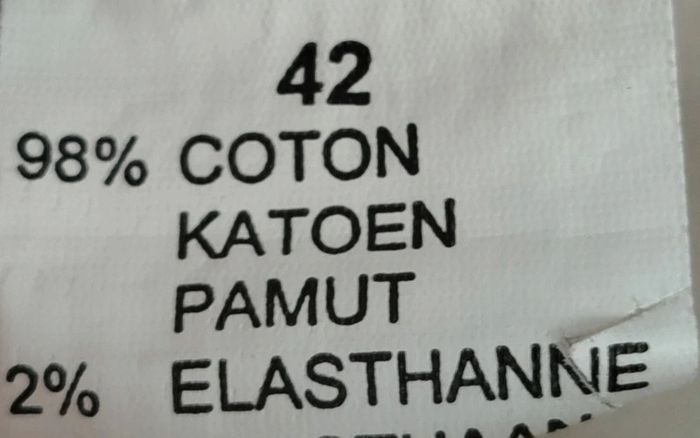 42
98% COTON
KATOEN
PAMUT
2% ELASTHANNE